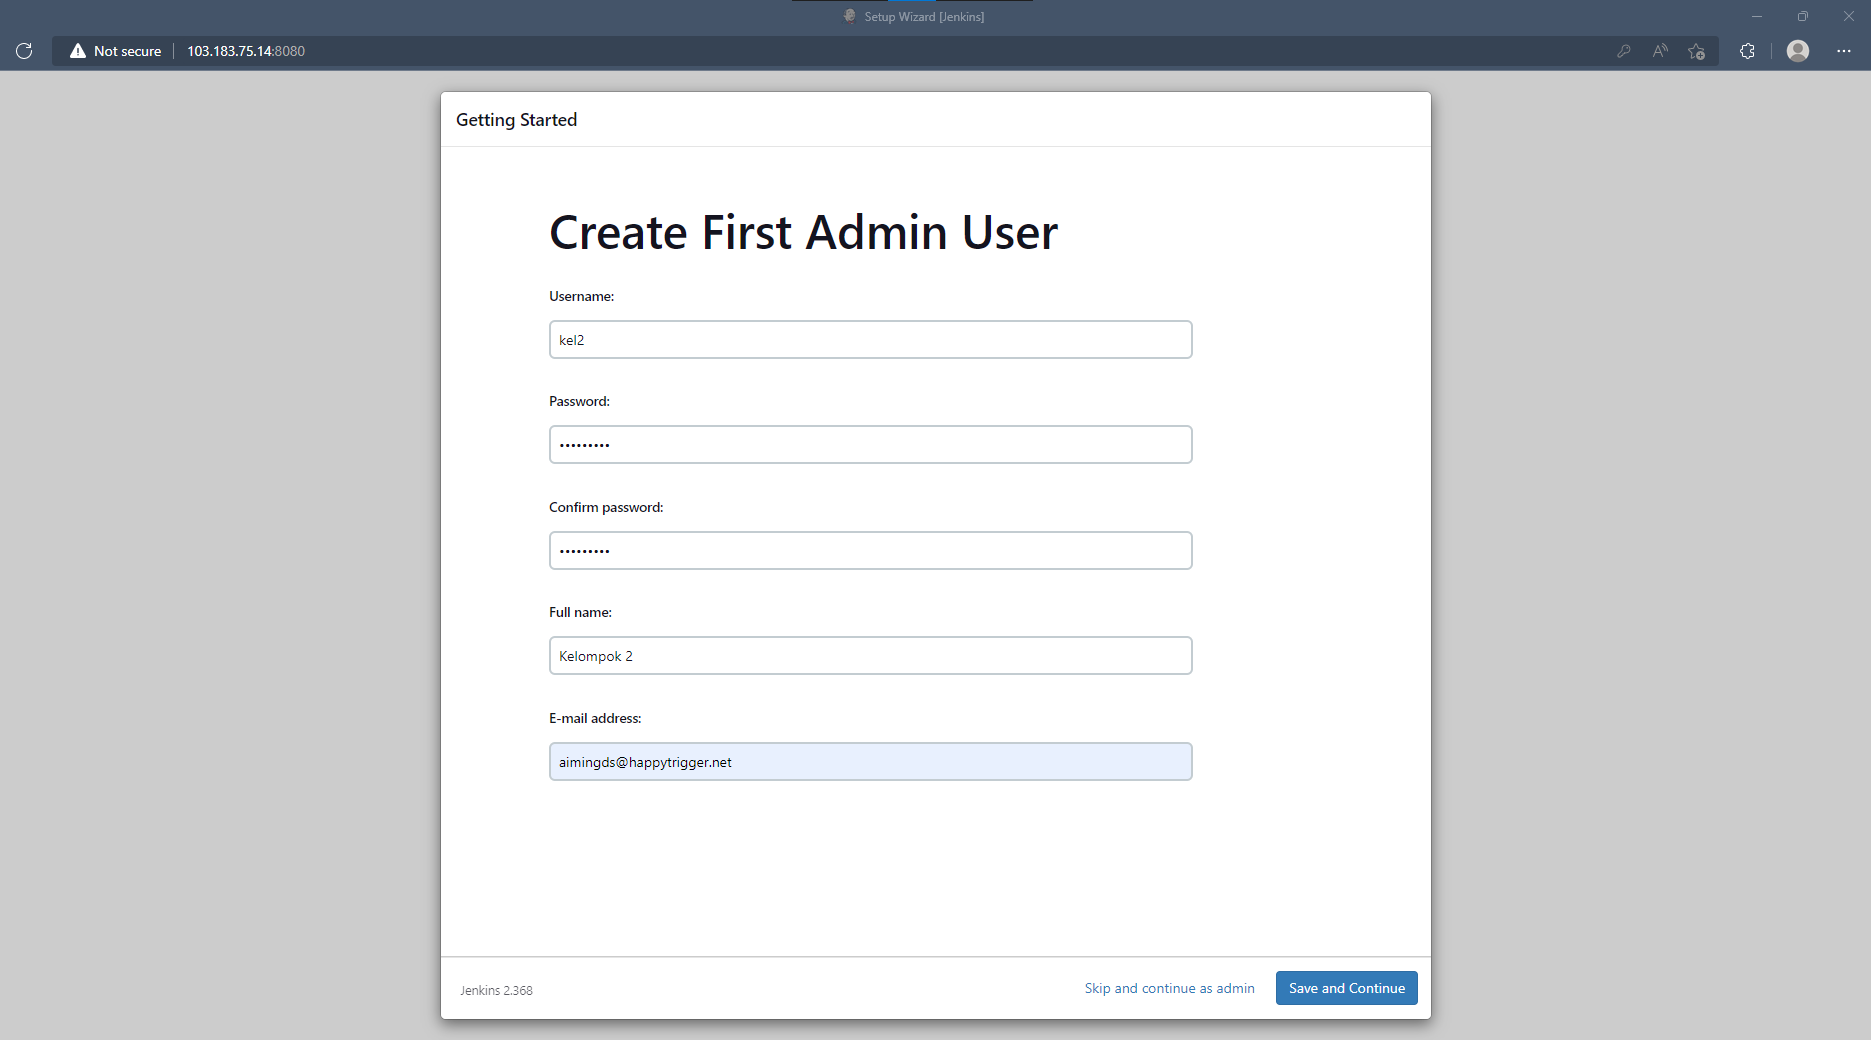 Setup Wizard [Jenkins]
Not secure
103.183.75.14:8080
Getting Started
Create First Admin User
Username:
kel2
Password:
•••••••••
Confirm password:
•••••••••
Full name:
Kelompok 2
E-mail address:
aimingds@happytrigger.net
Jenkins 2.368
Skip and continue as admin
Save and Continue